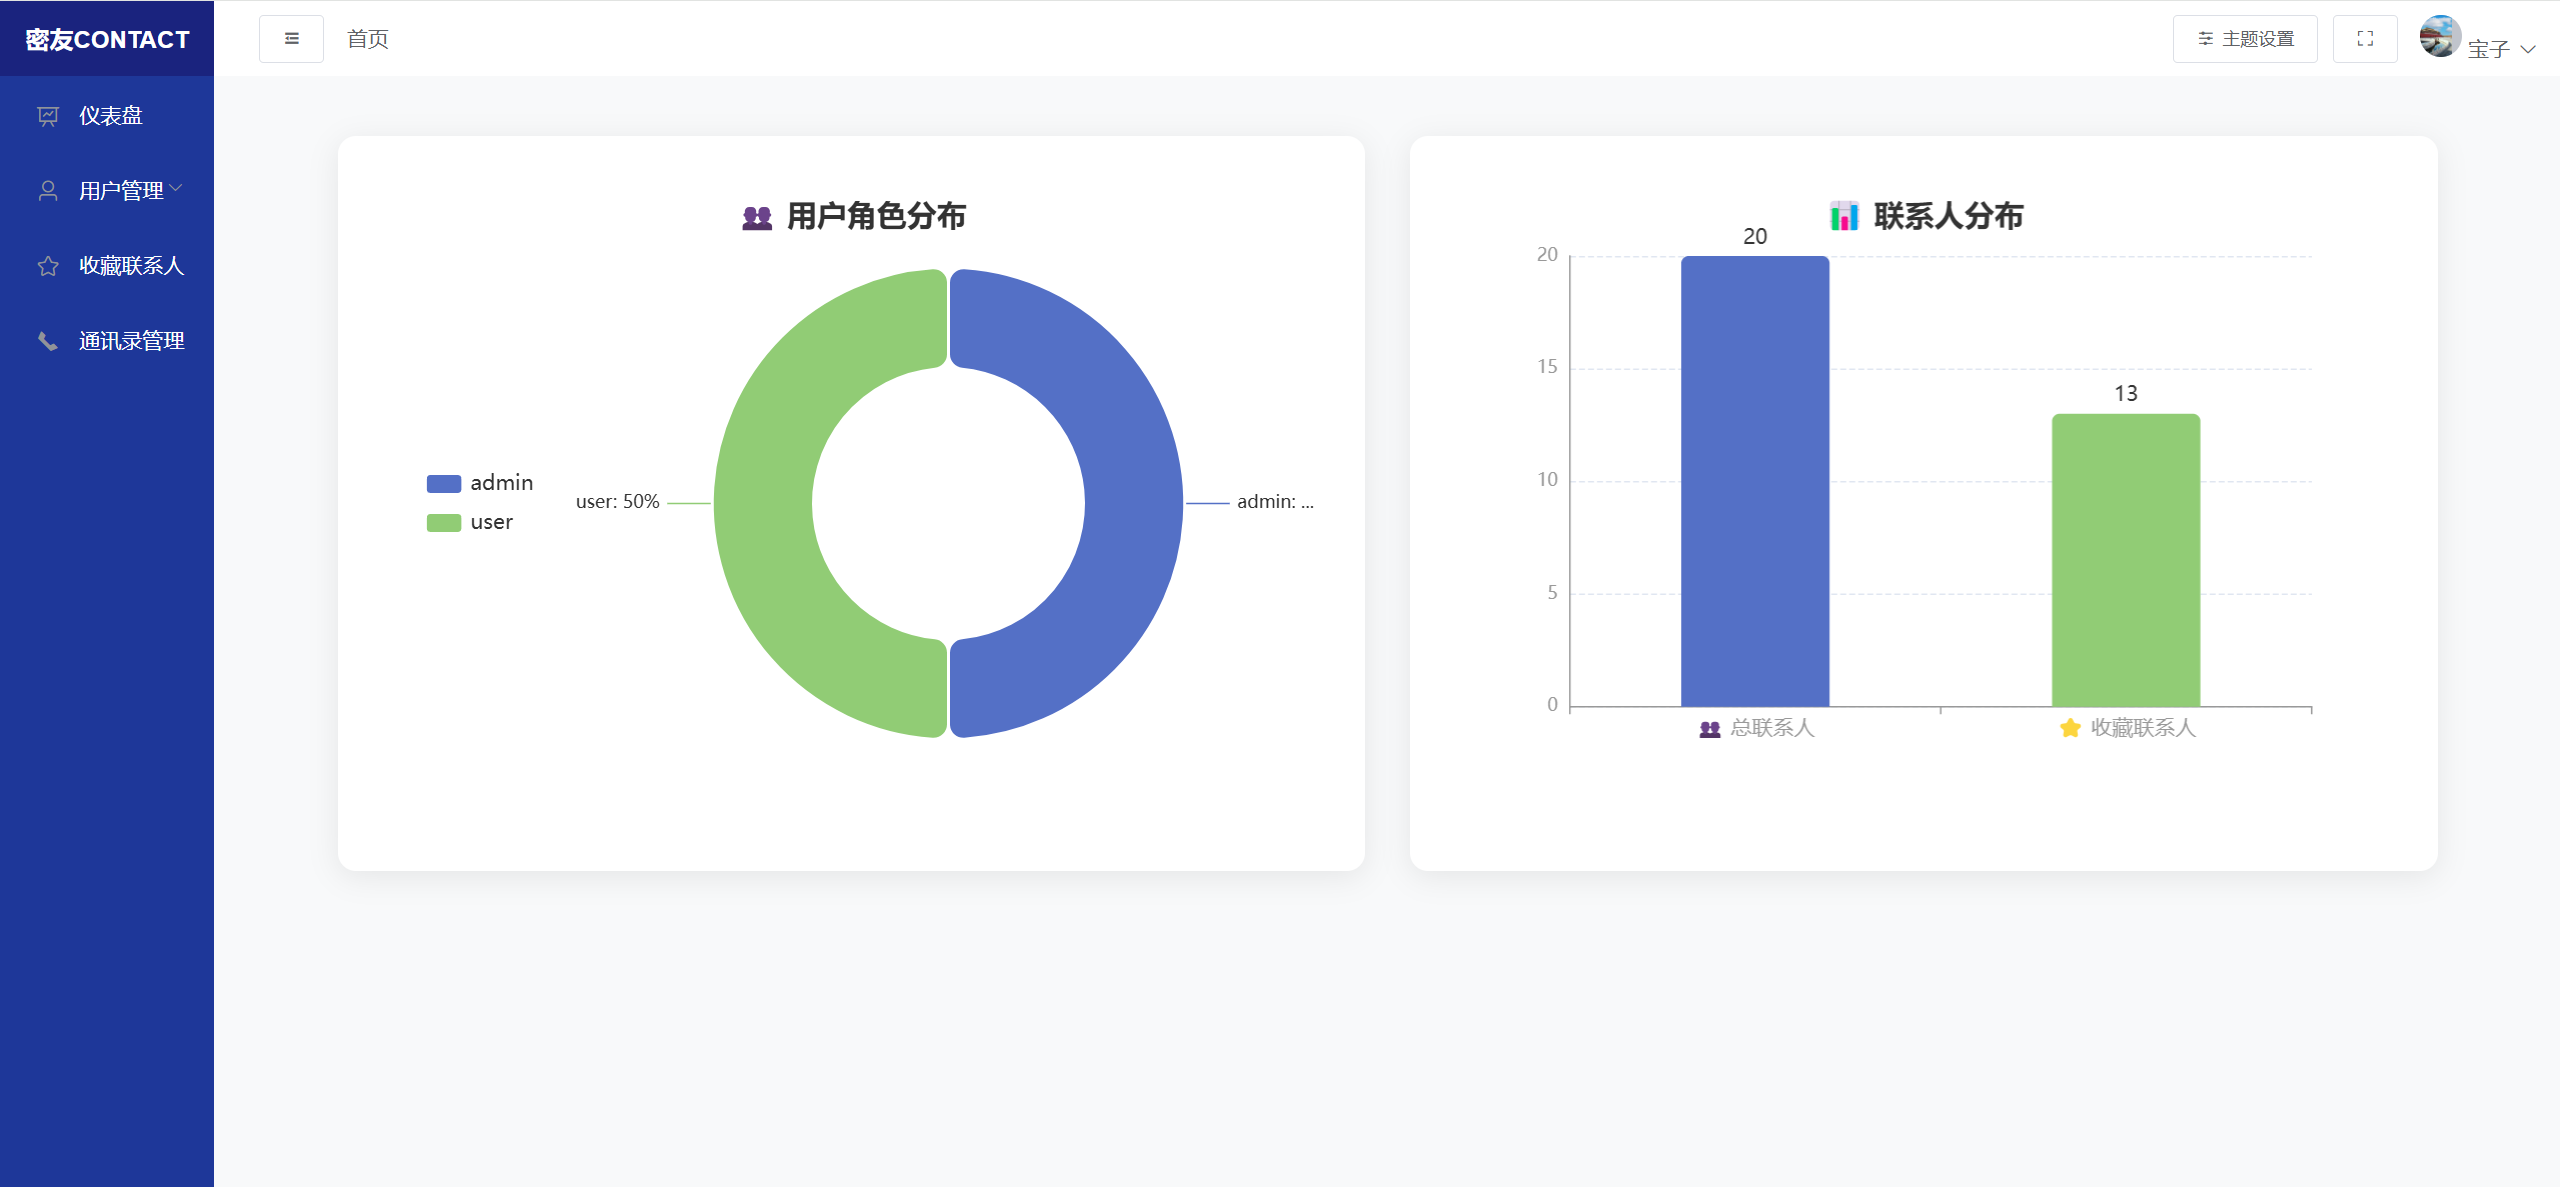 密友CONTACT
首页
主题设置
宝子
仪表盘
用户管理
收藏联系人
通讯录管理
用户角色分布
admin
user
user: 50%
admin: ...
联系人分布
20
20
15
13
10
5
0
总联系人
收藏联系人